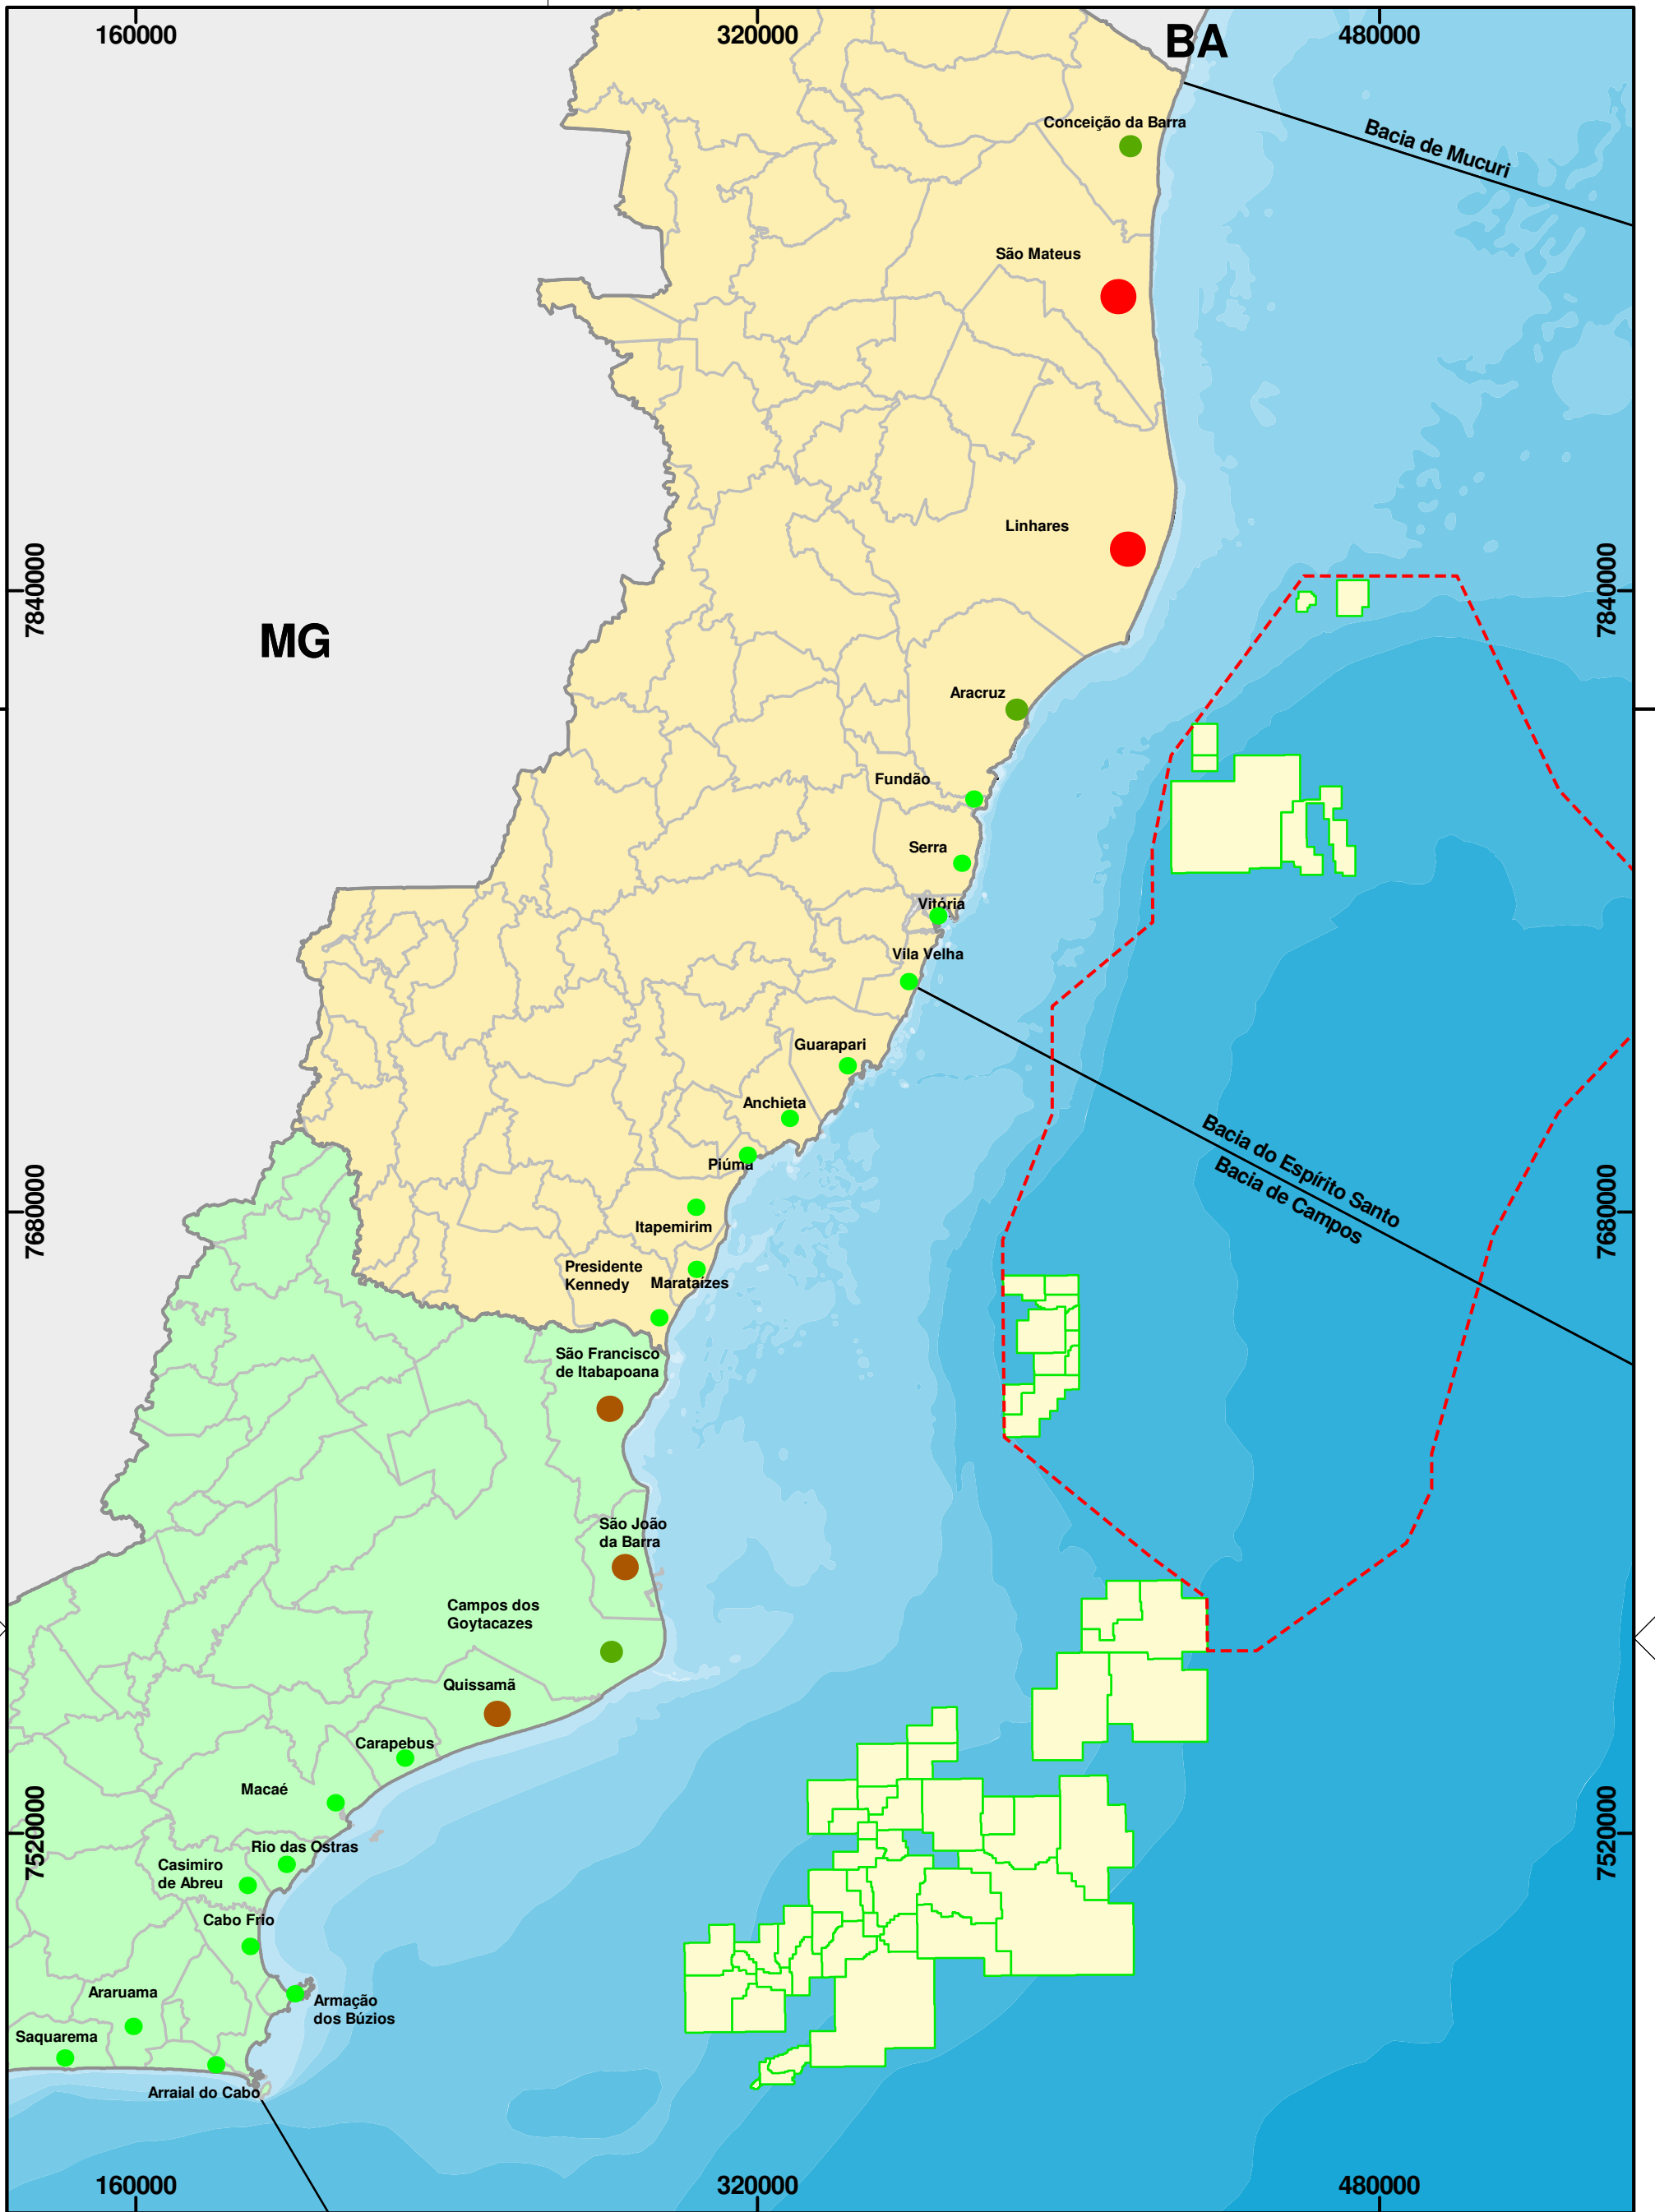 160000
320000
480000
BA
Conceição da Barra
Bacia de Mucuri
São Mateus
Linhares
7840000
7840000
MG
Aracruz
Fundão
Serra
Vitória
Vila Velha
Guarapari
Anchieta
Piúma
Bacia do Espírito Santo
Bacia de Campos
7680000
7680000
Itapemirim
Presidente
Kennedy
Marataízes
São Francisco
de Itabapoana
São João
da Barra
Campos dos
Goytacazes
Quissamã
Carapebus
Macaé
7520000
7520000
Rio das Ostras
Casimiro
de Abreu
Cabo Frio
Araruama
Armação
dos Búzios
Saquarema
Arraial do Cabo
160000
320000
480000